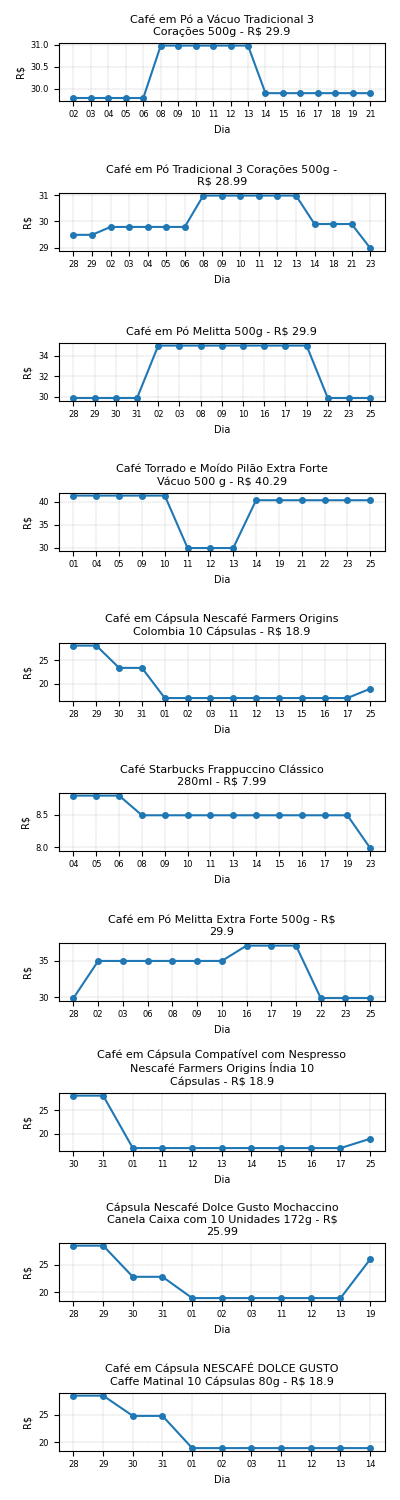 Café em Pó a Vácuo Tradicional 3
Corações 500g - R$ 29.9
31.0
30.5
30.0
R$
02 03 04 05 06 08 09 10 11 12 13 14 15 16 17 18 19 21
Dia
Café em Pó Tradicional 3 Corações 500g -
R$ 28.99
31
30
29
R$
28 29 02 03 04 05 06 08 09 10 11 12 13 14 18 21 23
Dia
Café em Pó Melitta 500g - R$ 29.9
34
32
30
R$
28 29 30 31 02 03 08 09 10 16 17 19 22 23 25
Dia
Café Torrado e Moído Pilão Extra Forte
Vácuo 500 g - R$ 40.29
40
35
30
R$
01 04 05 09 10 11 12 13 14 19 21 22 23 25
Dia
Café em Cápsula Nescafé Farmers Origins
Colombia 10 Cápsulas - R$ 18.9
25
20
R$
28 29 30 31 01 02 03 11 12 13 15 16 17 25
Dia
Café Starbucks Frappuccino Clássico
280ml - R$ 7.99
8.5
8.0
R$
04 05 06 08 09 10 11 13 14 15 16 17 19 23
Dia
Café em Pó Melitta Extra Forte 500g - R$
29.9
35
30
R$
28 02 03 06 08 09 10 16 17 19 22 23 25
Dia
Café em Cápsula Compatível com Nespresso
Nescafé Farmers Origins Índia 10
Cápsulas - R$ 18.9
25
20
R$
30 31 01 11 12 13 14 15 16 17 25
Dia
Cápsula Nescafé Dolce Gusto Mochaccino
Canela Caixa com 10 Unidades 172g - R$
25.99
25
20
R$
28 29 30 31 01 02 03 11 12 13 19
Dia
Café em Cápsula NESCAFÉ DOLCE GUSTO
Caffe Matinal 10 Cápsulas 80g - R$ 18.9
25
20
R$
28 29 30 31 01 02 03 11 12 13 14
Dia